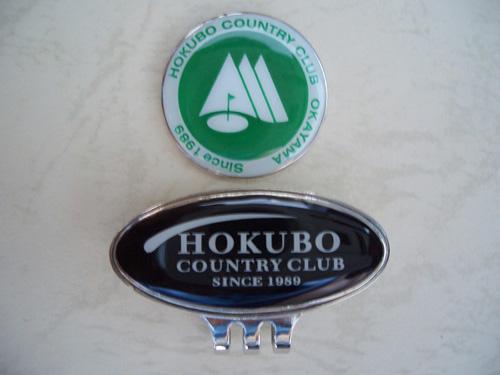 HOKUBO COUNTRY CLUB OKAYAMA
Since 1989
HOKUBO
COUNTRY CLUB
SINCE 1989